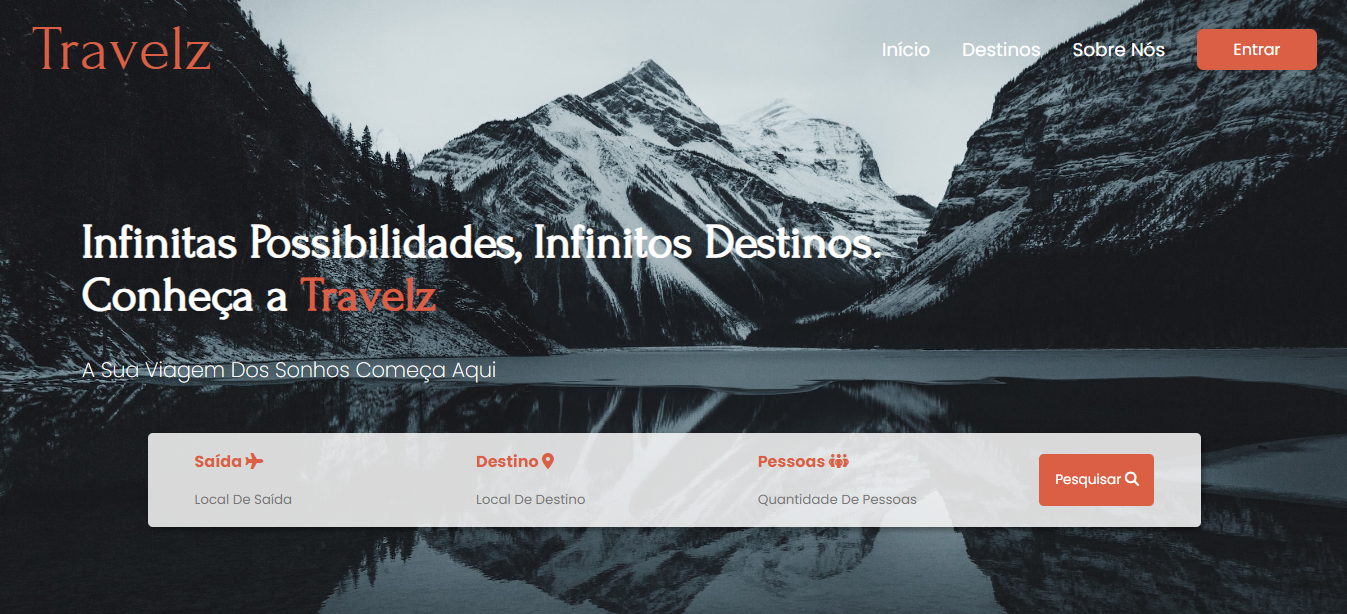 Travelz
Início
Destinos
Sobre Nós
Entrar
Infinitas Possibilidades, Infinitos Destinos.
Conheça a Travelz
A Sua Viagem Dos Sonhos Começa Aqui
Saída
Local De Saída
Destino
Local De Destino
Pessoas
Quantidade De Pessoas
Pesquisar